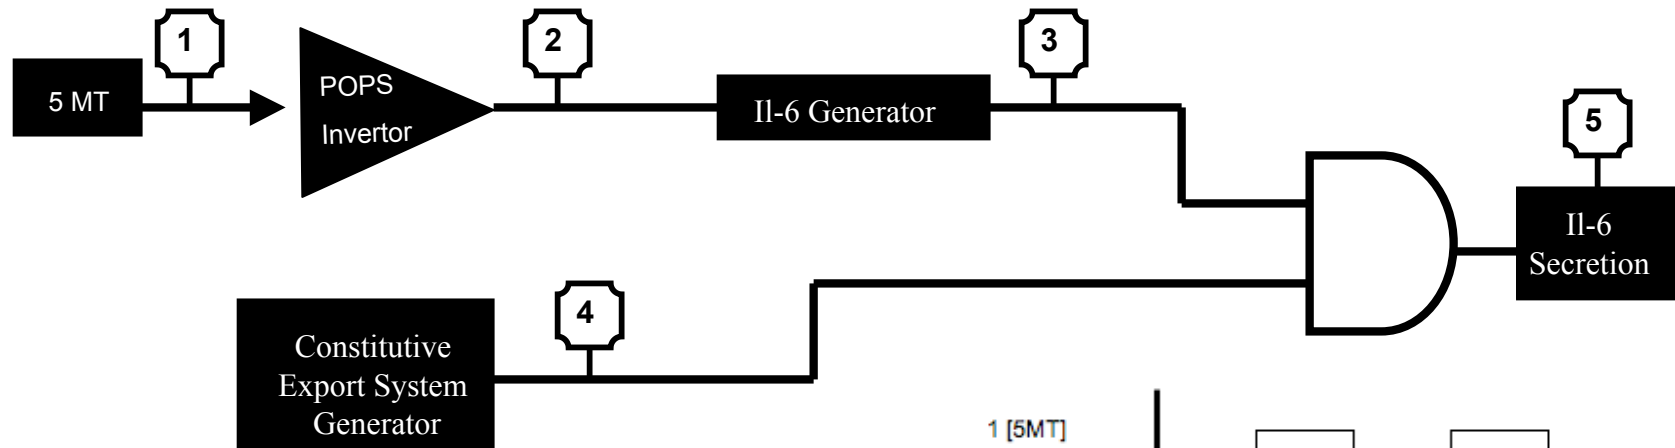 1
2
3
5 MT
POPS
Invertor
Il-6 Generator
5
Il-6
Secretion
4
Constitutive
Export System
Generator
1 [5MT]